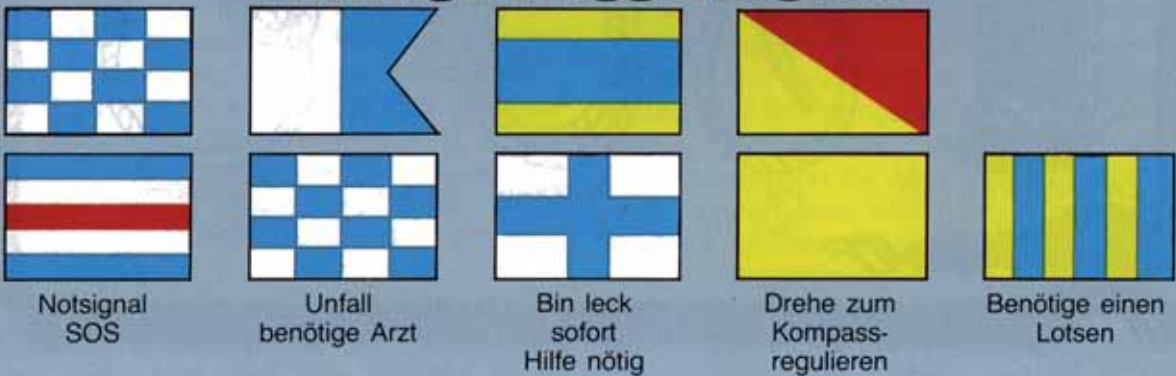 Notsignal
SOS
Unfall
benötige Arzt
Bin leck
sofort
Hilfe nötig
Drehe zum
Kompass-
regulieren
Benötige einen
Lotsen